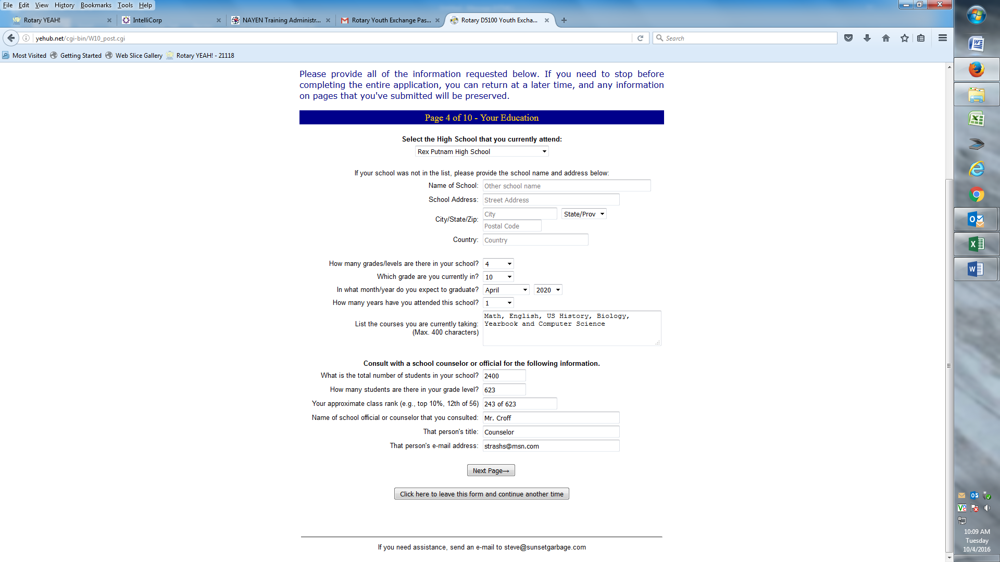 File Edit View History Bookmarks Tools Help
Rotary YEAH! IntelliCorp NAYEN Training Administr... Rotary Youth Exchange Pas... Rotary D5100 Youth Excha...
yehub.net/cgi-bin/W10_post.cgi Search
Most Visited Getting Started Web Slice Gallery Rotary YEAH! - 21118
Please provide all of the information requested below. If you need to stop before
completing the entire application, you can return at a later time, and any information
on pages that you've submitted will be preserved.
Page 4 of 10 - Your Education
Select the High School that you currently attend:
Rex Putnam High School
If your school was not in the list, please provide the school name and address below:
Name of School: Other school name
School Address: Street Address
City/State/Zip: City State/Prov
Postal Code
Country: Country
How many grades/levels are there in your school? 4
Which grade are you currently in? 10
In what month/year do you expect to graduate? April 2020
How many years have you attended this school? 1
List the courses you are currently taking: Math, English, US History, Biology,
(Max. 400 characters) Yearbook and Computer Science
Consult with a school counselor or official for the following information.
What is the total number of students in your school? 2400
How many students are there in your grade level? 623
Your approximate class rank (e.g., top 10%, 12th of 56) 243 of 623
Name of school official or counselor that you consulted: Mr. Croff
That person's title: Counselor
That person's e-mail address: strashs@msn.com
Next Page→
Click here to leave this form and continue another time
If you need assistance, send an e-mail to steve@sunsetgarbage.com
10:09 AM
Tuesday
10/4/2016